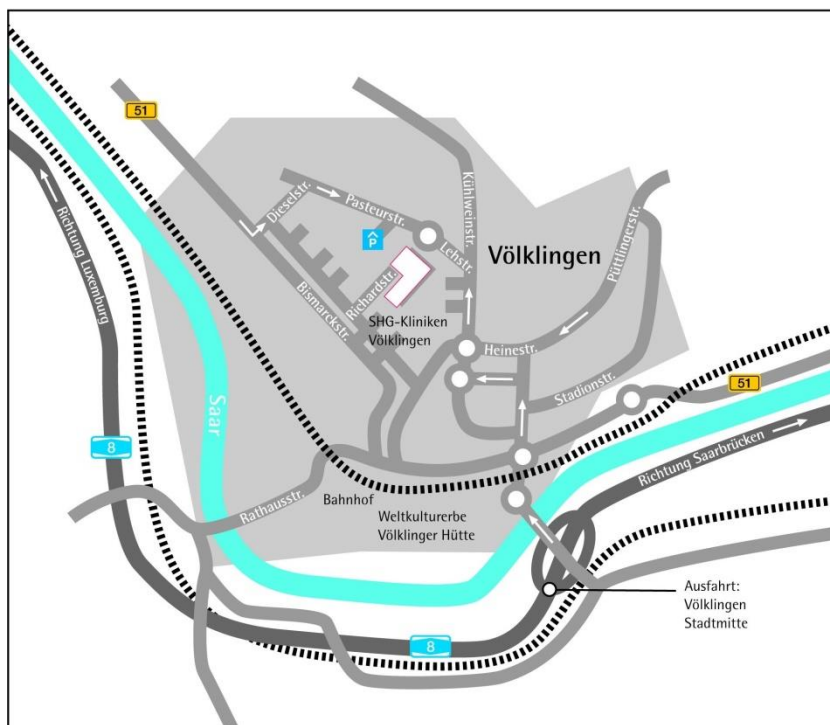 51
Dieselstr.
Pasteurstr.
Kühlweinstr.
Püttlingerstr.
Lehstr.
Völklingen
Richtung Luxemburg
P
Richardstr.
Bismarckstr.
SHG-Kliniken
Völklingen
Heinestr.
Stadionstr.
51
Saar
8
Richtung Saarbrücken
Rathausstr.
Bahnhof
Weltkulturerbe
Völklinger Hütte
Ausfahrt:
Völklingen
Stadtmitte
8